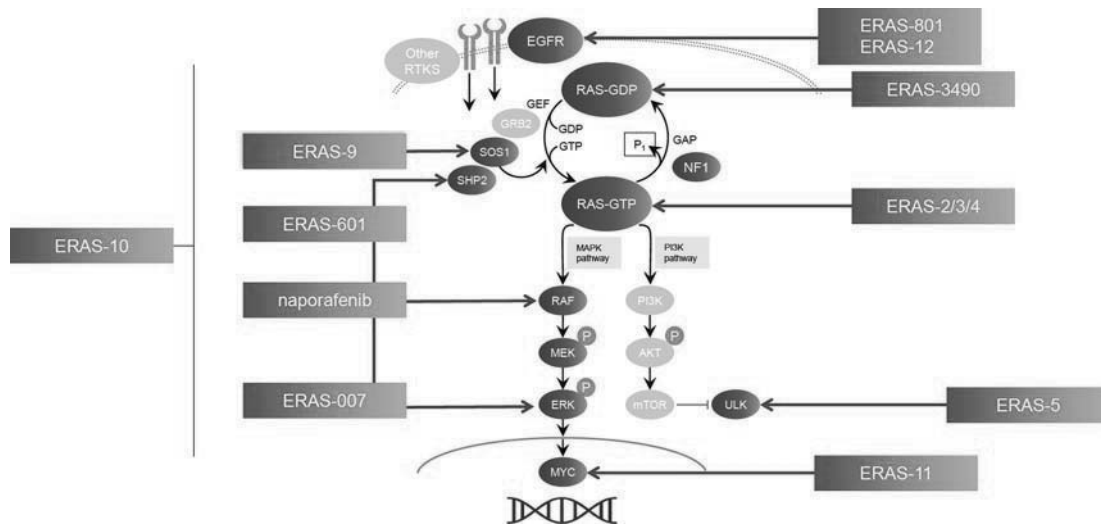 ERAS-801
ERAS-12
EGFR
Other
RTKS
RAS-GDP
ERAS-3490
GEF
GRB2
GDP
GTP
P1
GAP
NF1
ERAS-9
SOS1
SHP2
RAS-GTP
ERAS-2/3/4
ERAS-601
ERAS-10
MAPK
pathway
PI3K
pathway
naporafenib
RAF
PI3K
P
MEK
P
AKT
P
ERAS-007
ERK
mTOR
ULK
ERAS-5
MYC
ERAS-11